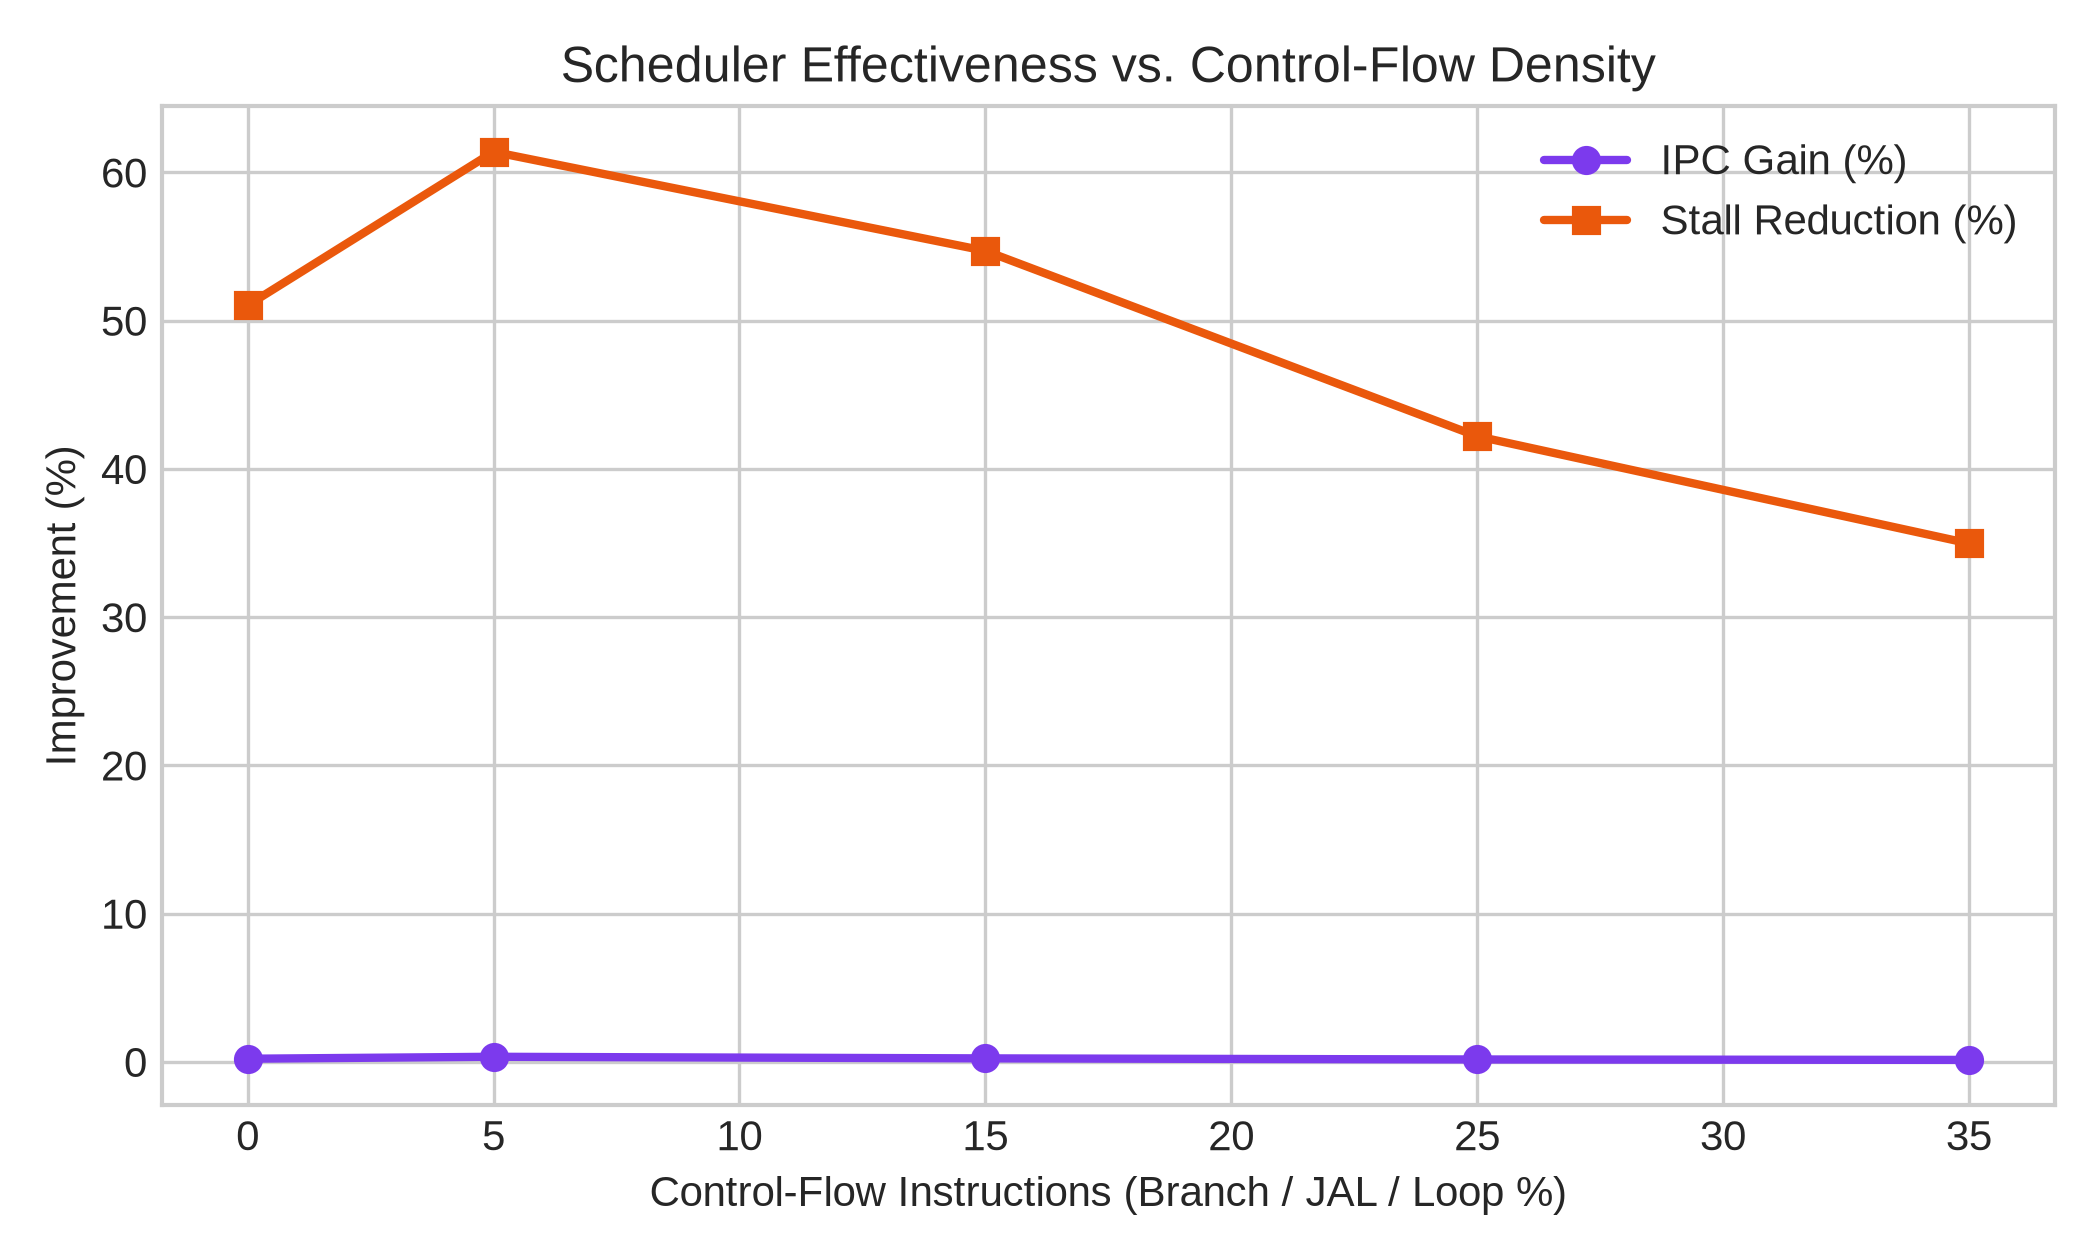 Scheduler Effectiveness vs. Control-Flow Density
IPC Gain (%)
Stall Reduction (%)
Improvement (%)
60
50
40
30
20
10
0
0 5 10 15 20 25 30 35
Control-Flow Instructions (Branch / JAL / Loop %)